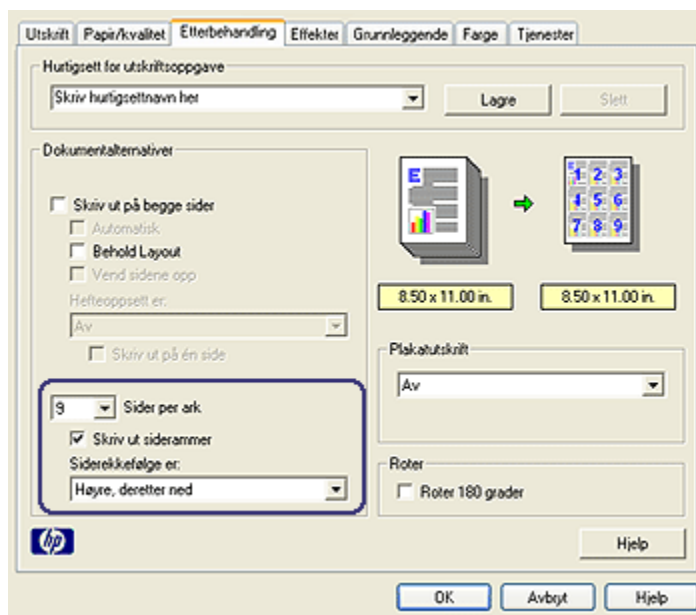 Utskrift Papir/kvalitet Etterbehandling Effekter Grunnleggende Farge Tjenester
Hurtigsett for utskriftsoppgave
Skriv hurtigsettnavn her
Lagre Slett
Dokumentalternativer
Skriv ut på begge sider
Automatisk
Behold Layout
Vend sidene opp
Hefteoppsett er:
Av
Skriv ut på én side
9 Sider per ark
Skriv ut siderammer
Siderekkefølge er:
Høyre, deretter ned
E
1 2 3
4 5 6
7 8 9
8.50 x 11.00 in. 8.50 x 11.00 in.
Plakatutskrift
Av
Roter
Roter 180 grader
hp
Hjelp
OK Avbryt Hjelp